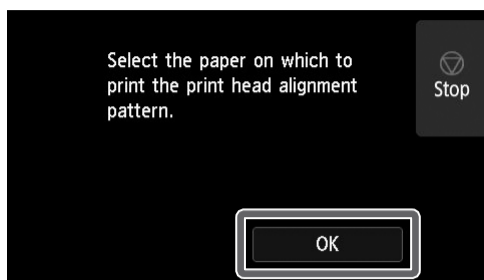 Select the paper on which to
print the print head alignment
pattern.
Stop
OK